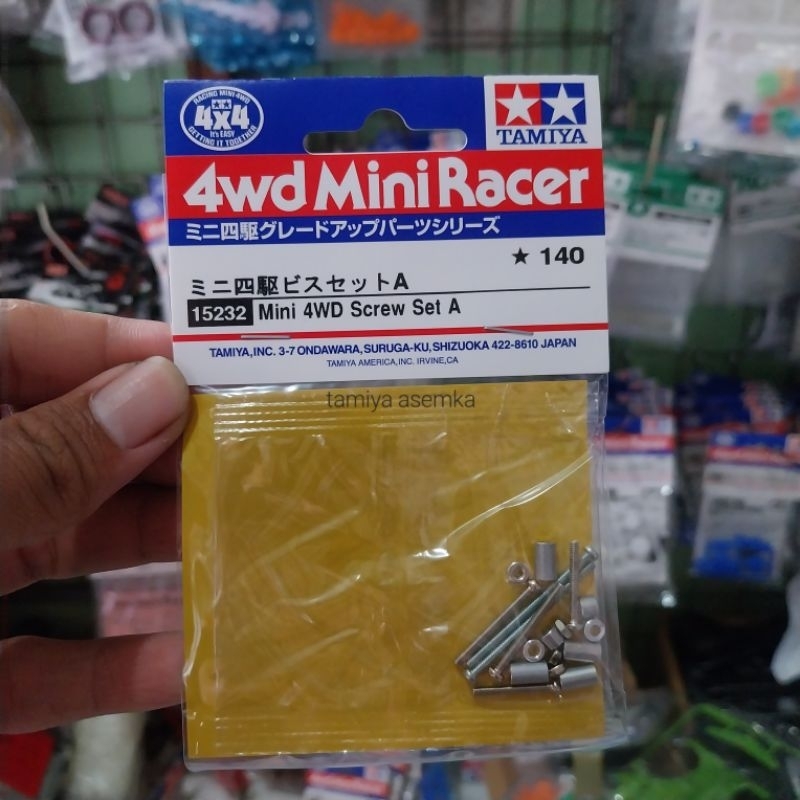 RACING MINI 4WD
4x4
It's EASY
GETTING IT TOGETHER
TAMIYA
4wd Mini Racer
ミニ四駆グレードアップパーツシリーズ
★ 140
ミニ四駆ビスセットA
15232 Mini 4WD Screw Set A
TAMIYA, INC. 3-7 ONDAWARA, SURUGA-KU, SHIZUOKA 422-8610 JAPAN
TAMIYA AMERICA, INC. IRVINE, CA
tamiya asemka